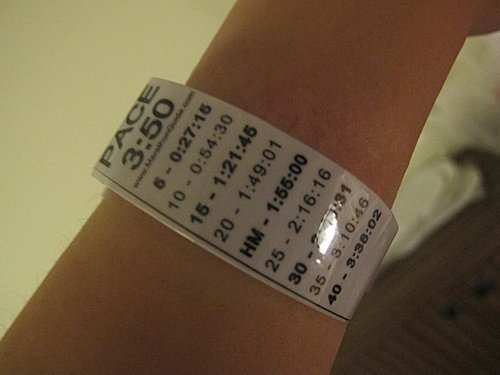 PACE
3:50
www.MarathonGuide.com
5 - 0:27:15
10 - 0:54:30
15 - 1:21:45
20 - 1:49:01
HM - 1:55:00
25 - 2:16:16
30 -
35 - 3:10:46
40 - 3:38:02